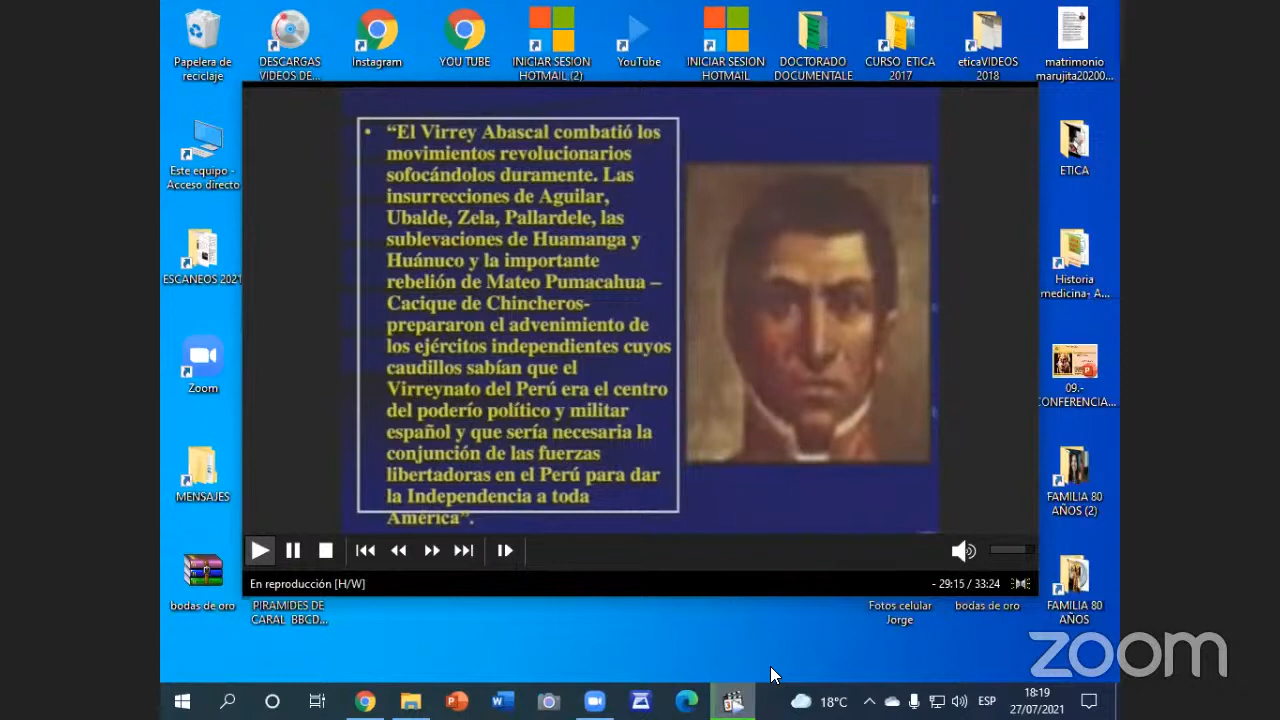 Papelera de
reciclaje
DESCARGAS
VIDEOS DE...
Instagram
YOU TUBE
INICIAR SESION
HOTMAIL (2)
YouTube
INICIAR SESION
HOTMAIL
DOCTORADO
DOCUMENTALE
CURSO ETICA
2017
eticaVIDEOS
2018
matrimonio
marujita20200...
Este equipo -
Acceso directo
ESCANEOS 2021
Zoom
MENSAJES
bodas de oro
• “El Virrey Abascal combatió los
movimientos revolucionarios
sofocándolos duramente. Las
insurrecciones de Aguilar,
Ubalde, Zela, Pallardele, las
sublevaciones de Huamanga y
Huánuco y la importante
rebelión de Mateo Pumacahua –
Cacique de Chincheros-
prepararon el advenimiento de
los ejércitos independientes cuyos
caudillos sabían que el
Virreynato del Perú era el centro
del poderío político y militar
español y que sería necesaria la
conjunción de las fuerzas
libertadoras en el Perú para dar
la Independencia a toda
América”.
ETICA
Historia
medicina- A...
09.-
CONFERENCIA...
FAMILIA 80
AÑOS (2)
FAMILIA 80
AÑOS
En reproducción [H/W]
- 29:15 / 33:24
PIRAMIDES DE
CARAL BBCD...
Fotos celular
Jorge
bodas de oro
zoom
18°C
ESP
18:19
27/07/2021